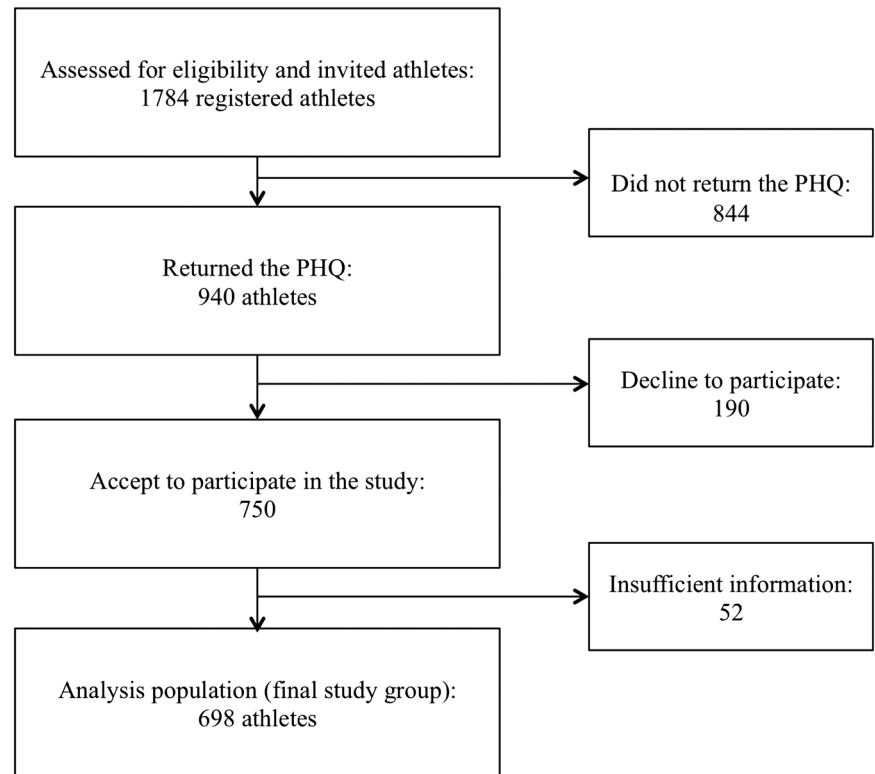 Assessed for eligibility and invited athletes:
1784 registered athletes
Did not return the PHQ:
844
Returned the PHQ:
940 athletes
Decline to participate:
190
Accept to participate in the study:
750
Insufficient information:
52
Analysis population (final study group):
698 athletes